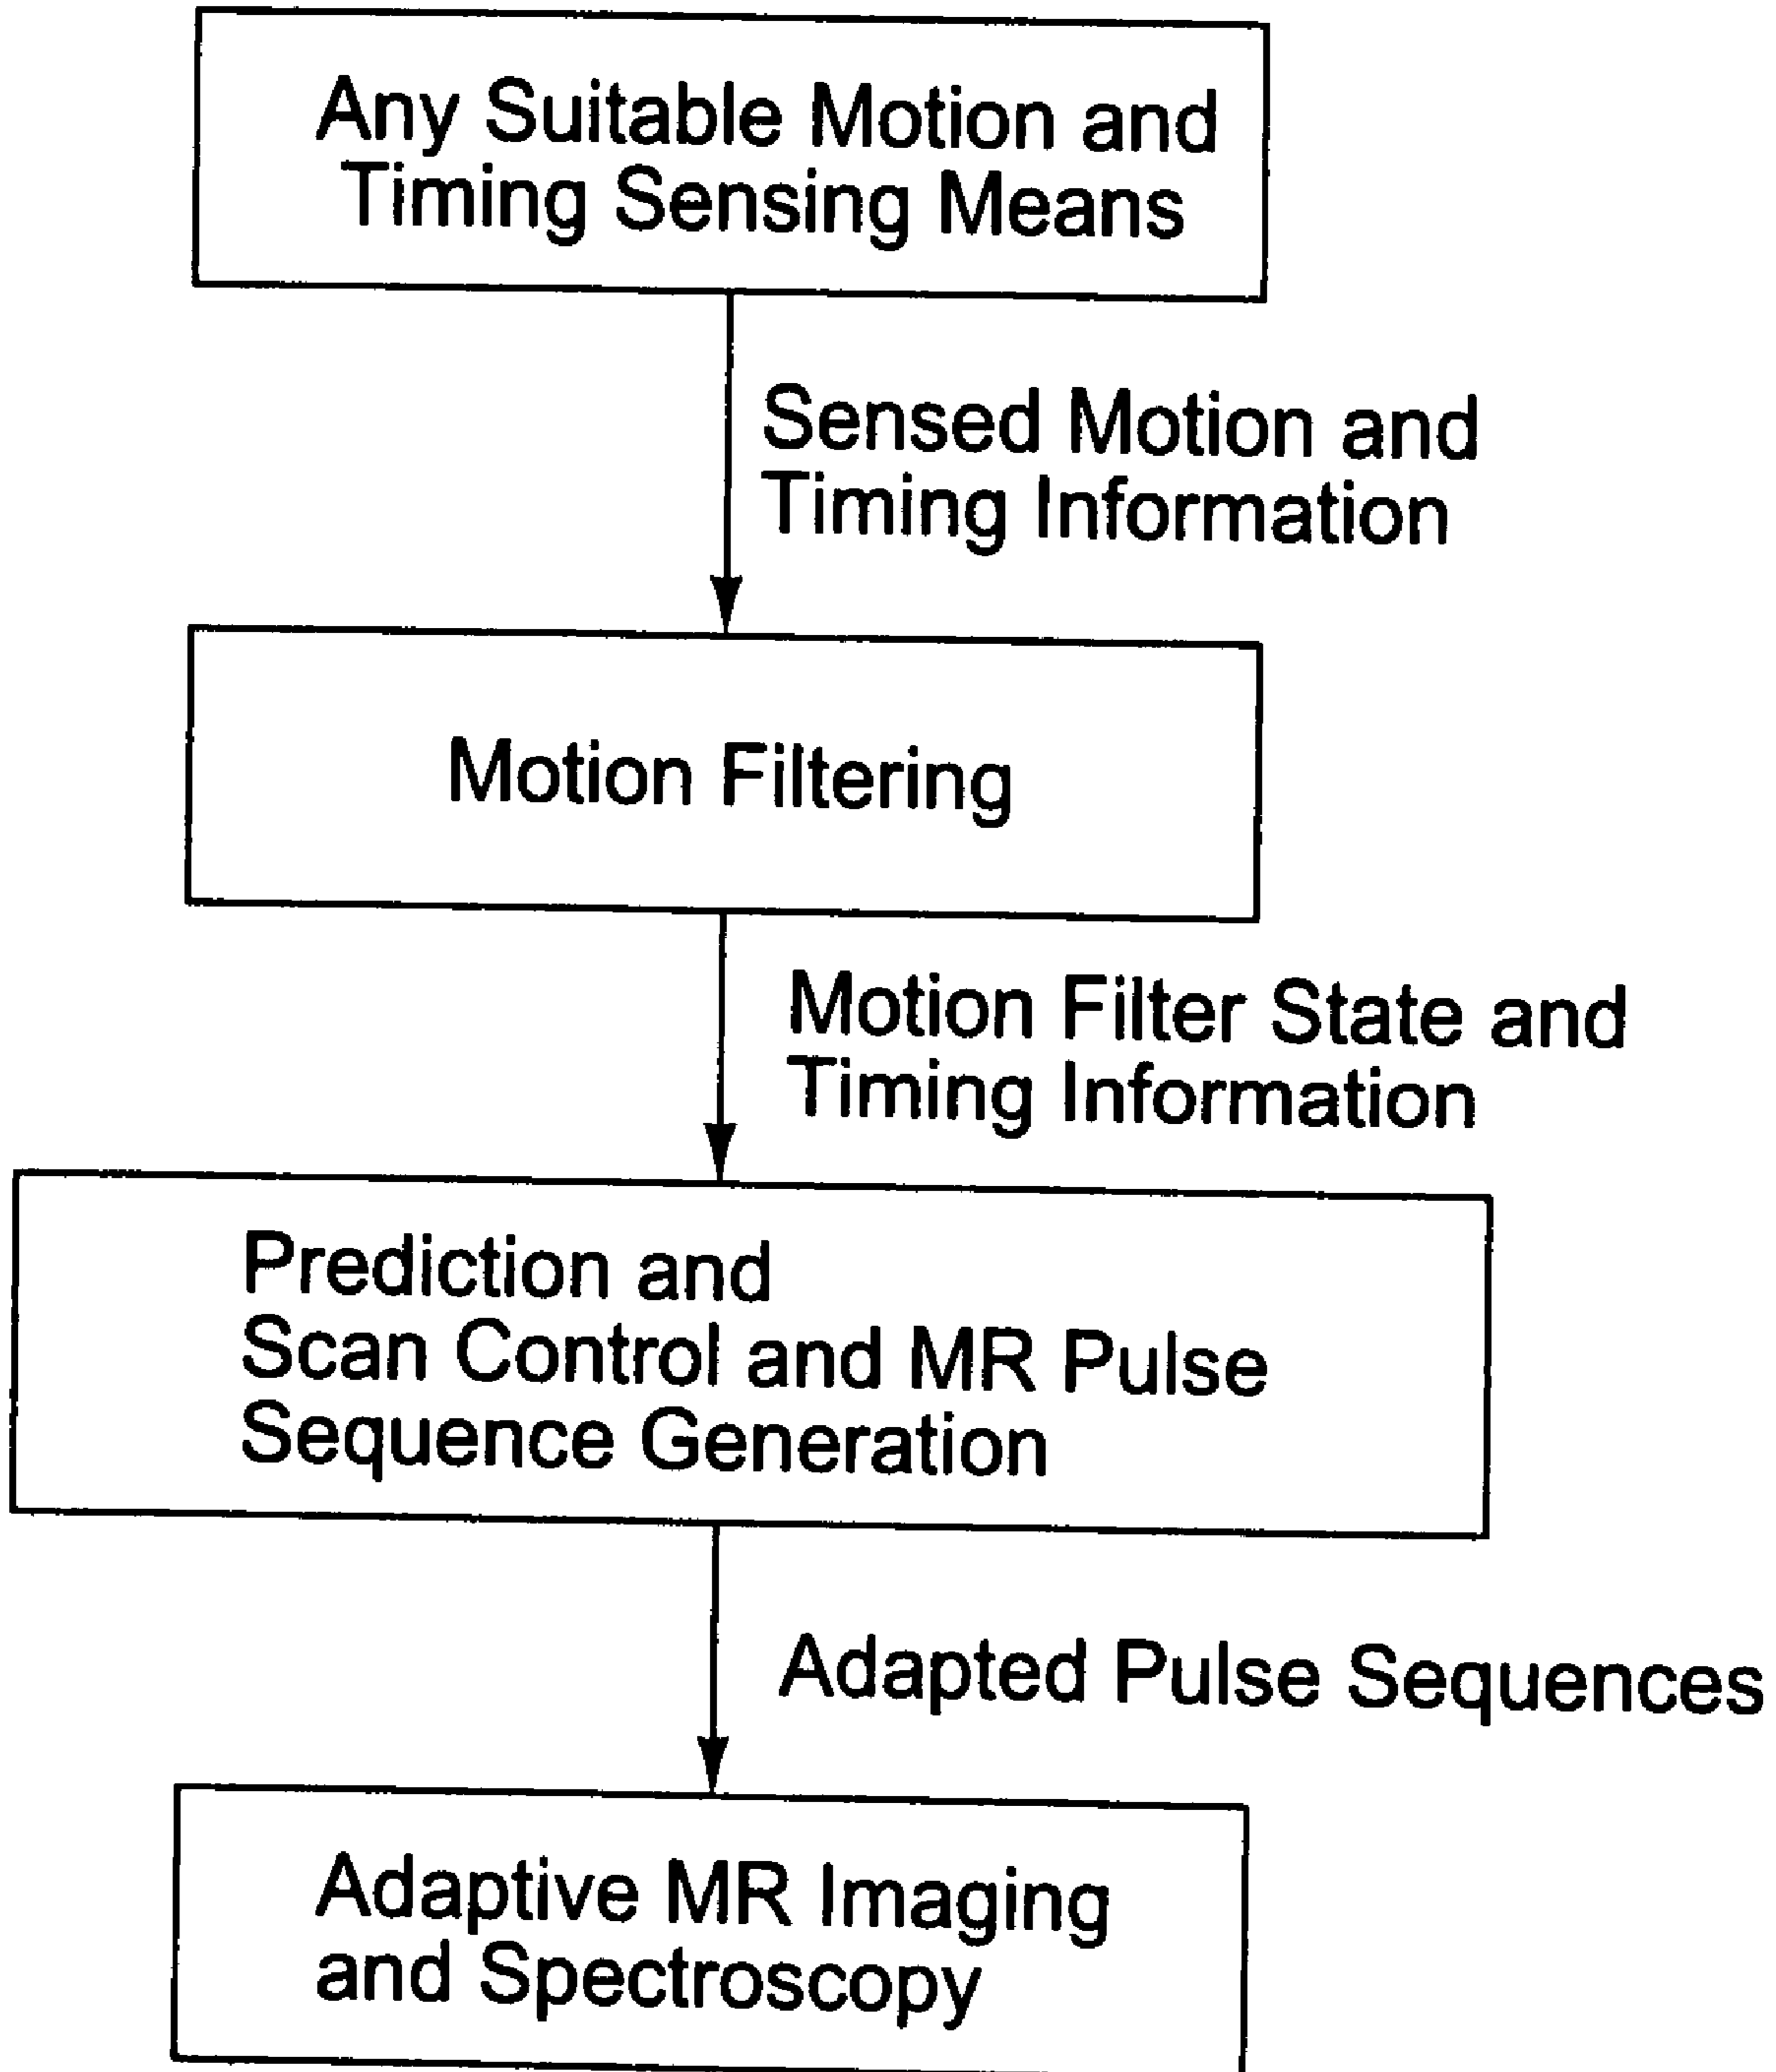 Any Suitable Motion and
Timing Sensing Means
Sensed Motion and
Timing Information
Motion Filtering
Motion Filter State and
Timing Information
Prediction and
Scan Control and MR Pulse
Sequence Generation
Adapted Pulse Sequences
Adaptive MR Imaging
and Spectroscopy